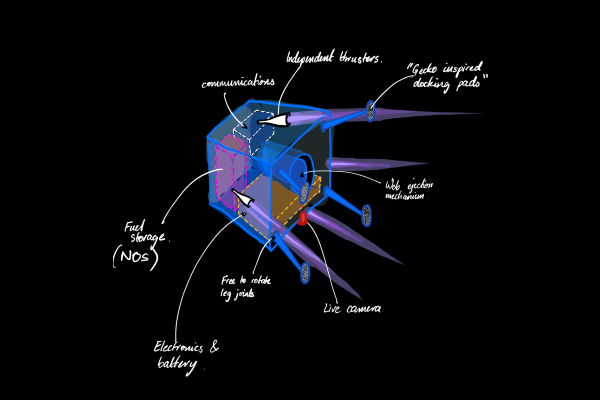 Independent thrusters.
"Gecko inspired
docking pads"
communications
Web ejection
mechanism.
Fuel
storage.
(NOS)
Free to rotate
leg joints
Live camera
Electronics &
battery.